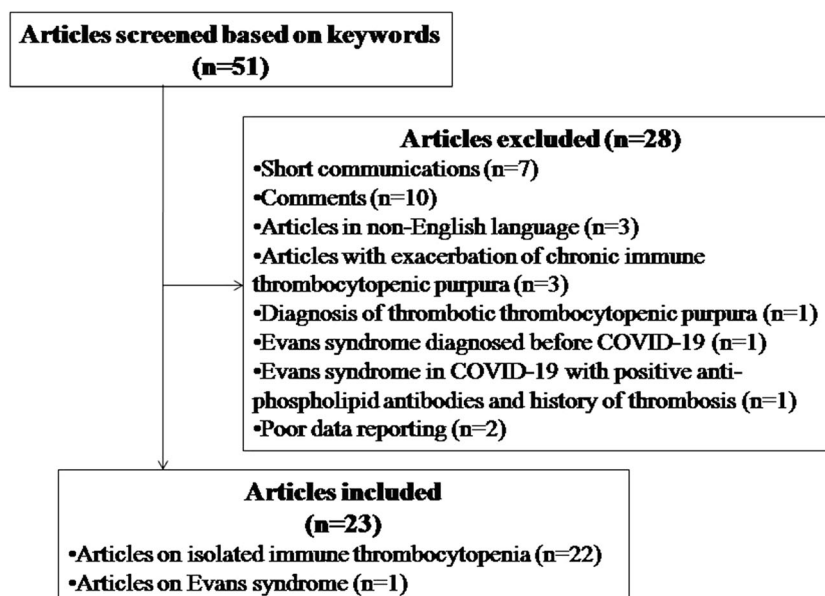 Articles screened based on keywords
(n=51)
Articles excluded (n=28)
•Short communications (n=7)
•Comments (n=10)
•Articles in non-English language (n=3)
•Articles with exacerbation of chronic immune
thrombocytopenic purpura (n=3)
•Diagnosis of thrombotic thrombocytopenic purpura (n=1)
•Evans syndrome diagnosed before COVID-19 (n=1)
•Evans syndrome in COVID-19 with positive anti-
phospholipid antibodies and history of thrombosis (n=1)
•Poor data reporting (n=2)
Articles included
(n=23)
•Articles on isolated immune thrombocytopenia (n=22)
•Articles on Evans syndrome (n=1)